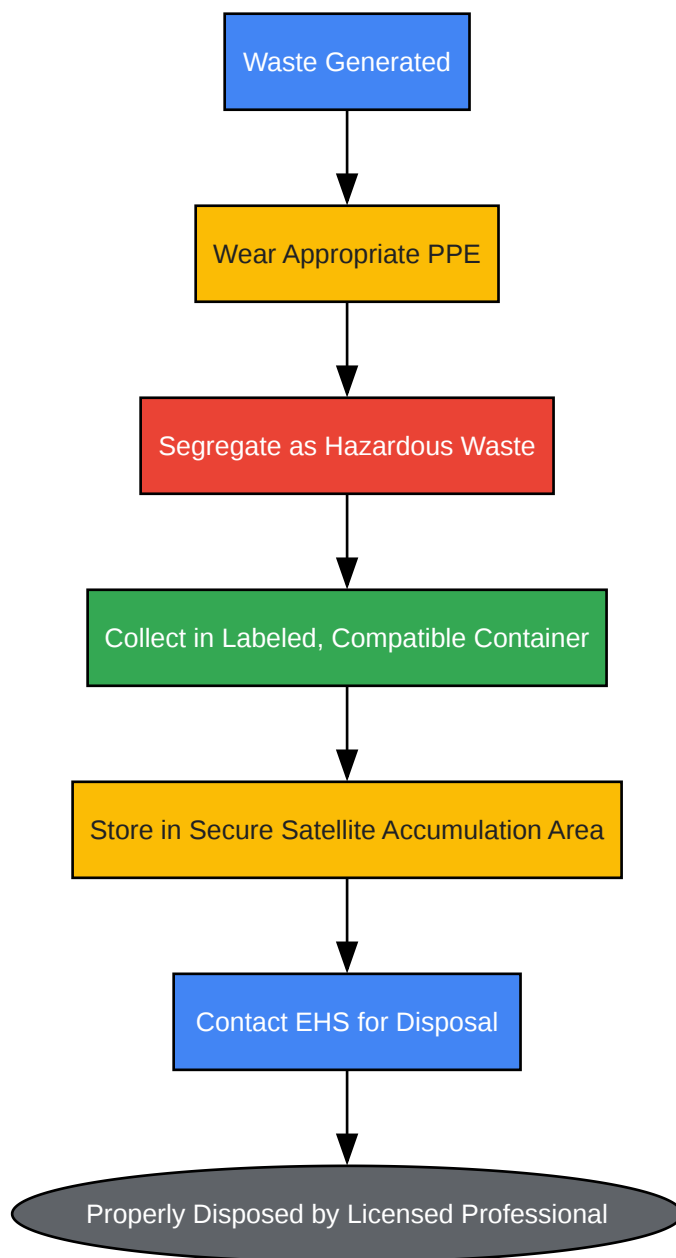 Waste Generated
Wear Appropriate PPE
Segregate as Hazardous Waste
Collect in Labeled, Compatible Container
Store in Secure Satellite Accumulation Area
Contact EHS for Disposal
Properly Disposed by Licensed Professional